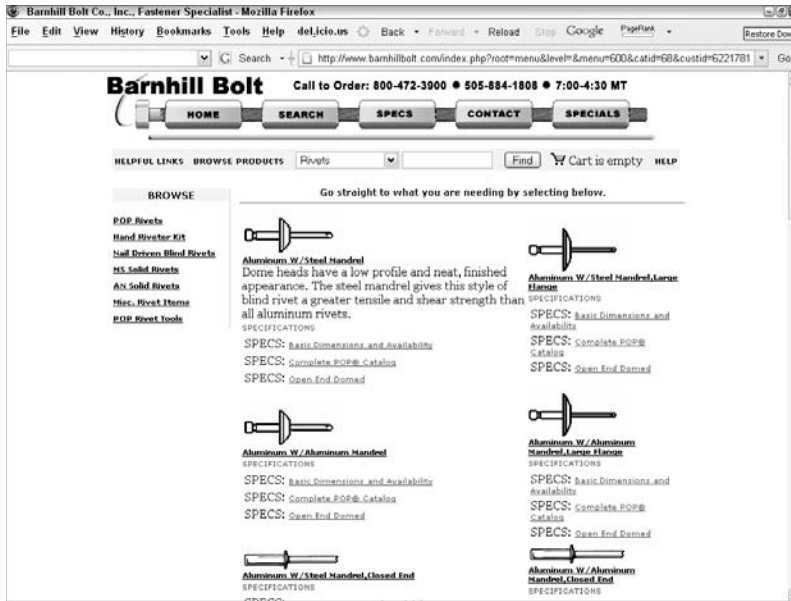 Barnhill Bolt Co., Inc., Fastener Specialist - Mozilla Firefox
File Edit View History Bookmarks Tools Help del.icio.us Back Forward Reload Stop Google PageRank
Restore Dow
G Search http://www.barnhillbolt.com/index.php?root=menu&level=&menu=600&catid=68&custid=6221781 Go
Barnhill Bolt
Call to Order: 800-472-3900 ● 505-884-1808 ● 7:00-4:30 MT
HOME SEARCH SPECS CONTACT SPECIALS
HELPFUL LINKS BROWSE PRODUCTS Rivets Find Cart is empty HELP
BROWSE
POP Rivets
Hand Riveter Kit
Nail Driven Blind Rivets
MS Solid Rivets
AN Solid Rivets
Misc. Rivet Items
POP Rivet Tools
Go straight to what you are needing by selecting below.
Aluminum W/Steel Mandrel
Dome heads have a low profile and neat, finished
appearance. The steel mandrel gives this style of
blind rivet a greater tensile and shear strength than
all aluminum rivets.
SPECIFICATIONS
SPECS: Basic Dimensions and Availability
SPECS: Complete POP® Catalog
SPECS: Open End Domed
Aluminum W/Steel Mandrel,Large
Flange
SPECIFICATIONS
SPECS: Basic Dimensions and
Availability
SPECS: Complete POP®
Catalog
SPECS: Open End Domed
Aluminum W/Aluminum Mandrel
SPECIFICATIONS
SPECS: Basic Dimensions and Availability
SPECS: Complete POP® Catalog
SPECS: Open End Domed
Aluminum W/Aluminum
Mandrel,Large Flange
SPECIFICATIONS
SPECS: Basic Dimensions and
Availability
SPECS: Complete POP®
Catalog
SPECS: Open End Domed
Aluminum W/Steel Mandrel,Closed End
SPECIFICATIONS
Aluminum W/Aluminum
Mandrel,Closed End
SPECIFICATIONS